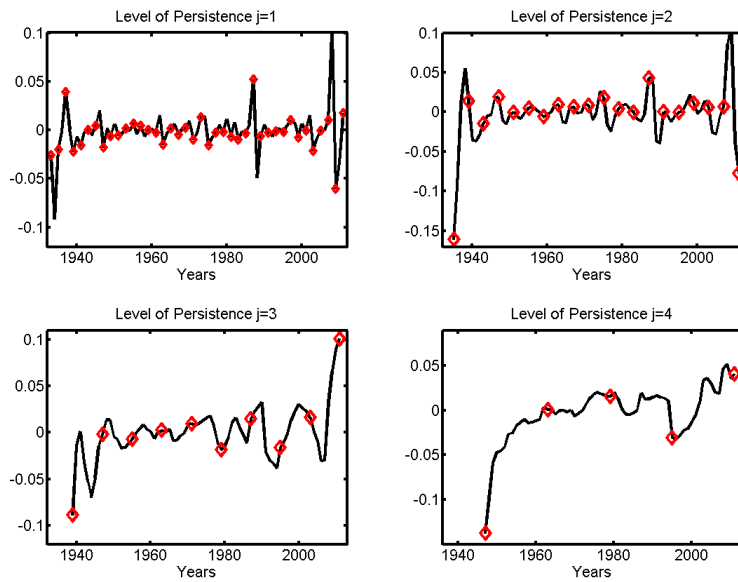 Level of Persistence j=1
0.1
0.05
0
-0.05
-0.1
1940 1960 1980 2000
Years
Level of Persistence j=2
0.1
0.05
0
-0.05
-0.1
-0.15
1940 1960 1980 2000
Years
Level of Persistence j=3
0.1
0.05
0
-0.05
-0.1
1940 1960 1980 2000
Years
Level of Persistence j=4
0.05
0
-0.05
-0.1
1940 1960 1980 2000
Years